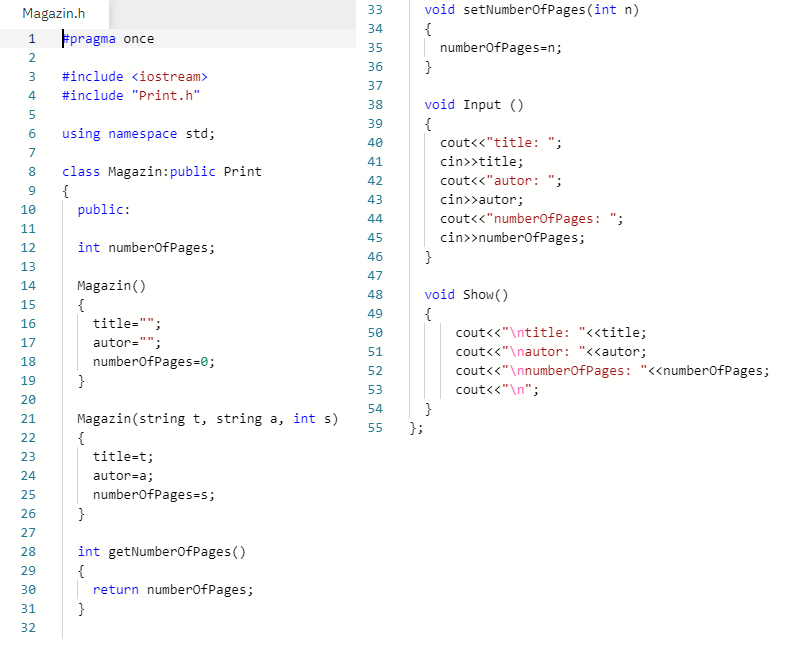 Magazin.h
1 #pragma once
2
3 #include <iostream>
4 #include "Print.h"
5
6 using namespace std;
7
8 class Magazin:public Print
9 {
10 public:
11
12 int numberOfPages;
13
14 Magazin()
15 {
16 title="";
17 autor="";
18 numberOfPages=0;
19 }
20
21 Magazin(string t, string a, int s)
22 {
23 title=t;
24 autor=a;
25 numberOfPages=s;
26 }
27
28 int getNumberOfPages()
29 {
30 return numberOfPages;
31 }
32
33 void setNumberOfPages(int n)
34 {
35 numberOfPages=n;
36 }
37
38 void Input ()
39 {
40 cout<<"title: ";
41 cin>>title;
42 cout<<"autor: ";
43 cin>>autor;
44 cout<<"numberOfPages: ";
45 cin>>numberOfPages;
46 }
47
48 void Show()
49 {
50 cout<<"\ntitle: "<<title;
51 cout<<"\nautor: "<<autor;
52 cout<<"\nnumberOfPages: "<<numberOfPages;
53 cout<<"\n";
54 }
55 };